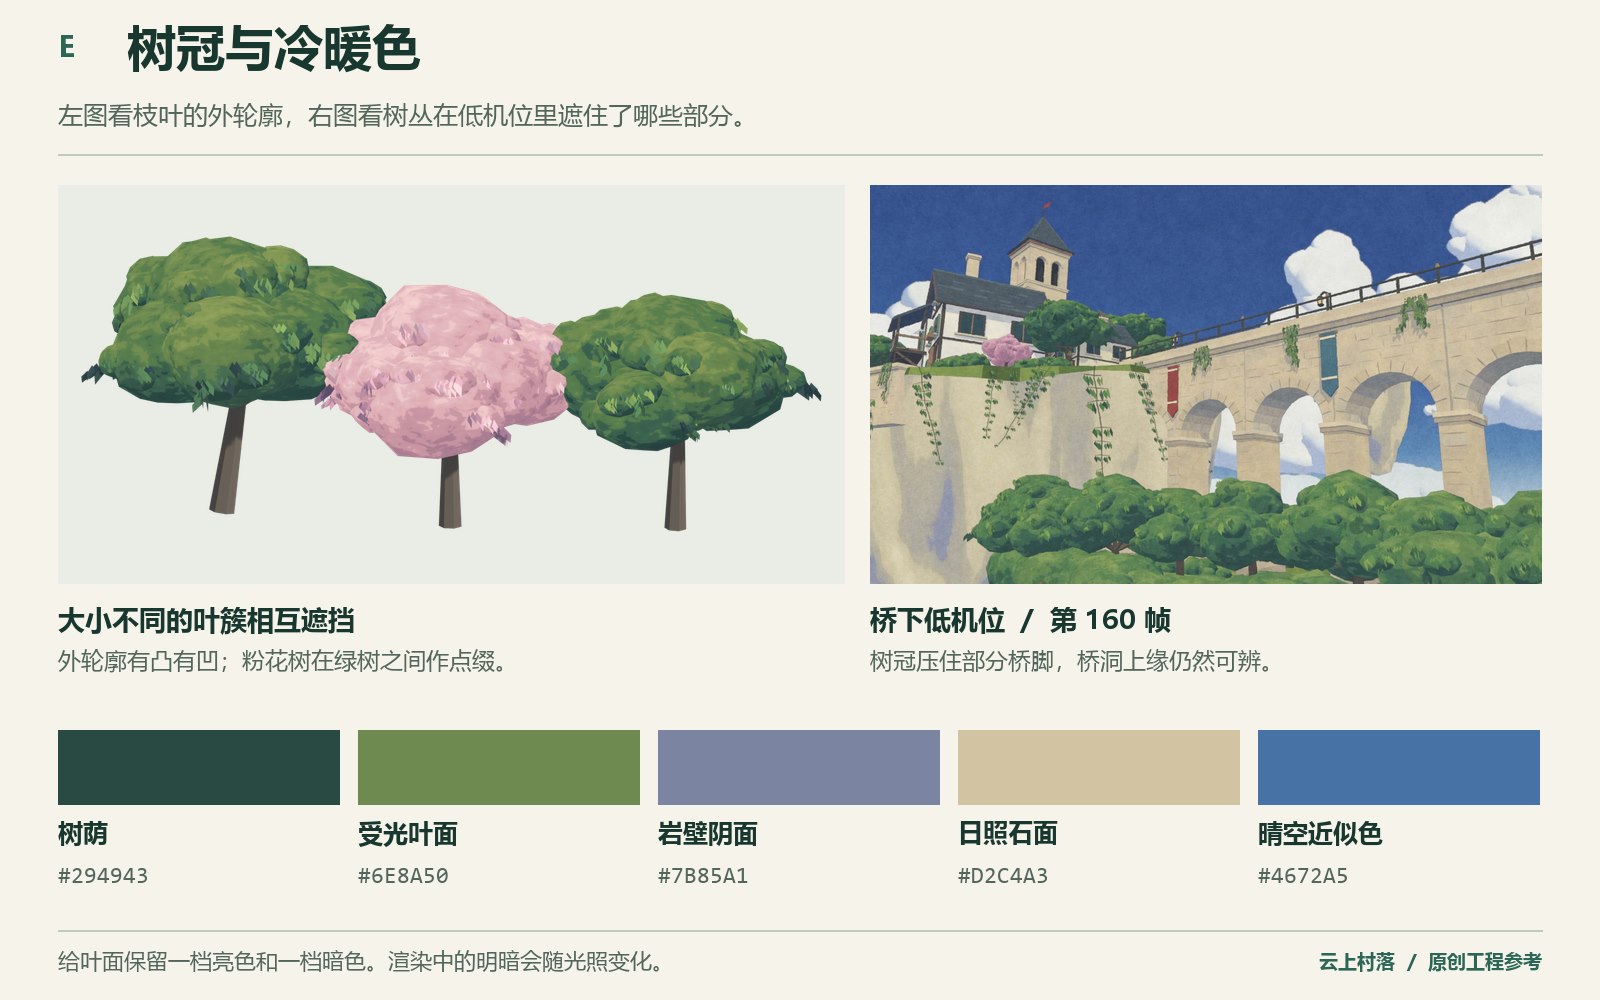 E 树冠与冷暖色
左图看枝叶的外轮廓，右图看树丛在低机位里遮住了哪些部分。
大小不同的叶簇相互遮挡
外轮廓有凸有凹；粉花树在绿树之间作点缀。
桥下低机位 / 第 160 帧
树冠压住部分桥脚，桥洞上缘仍然可辨。
树荫
#294943
受光叶面
#6E8A50
岩壁阴面
#7B85A1
日照石面
#D2C4A3
晴空近似色
#4672A5
给叶面保留一档亮色和一档暗色。渲染中的明暗会随光照变化。
云上村落 / 原创工程参考